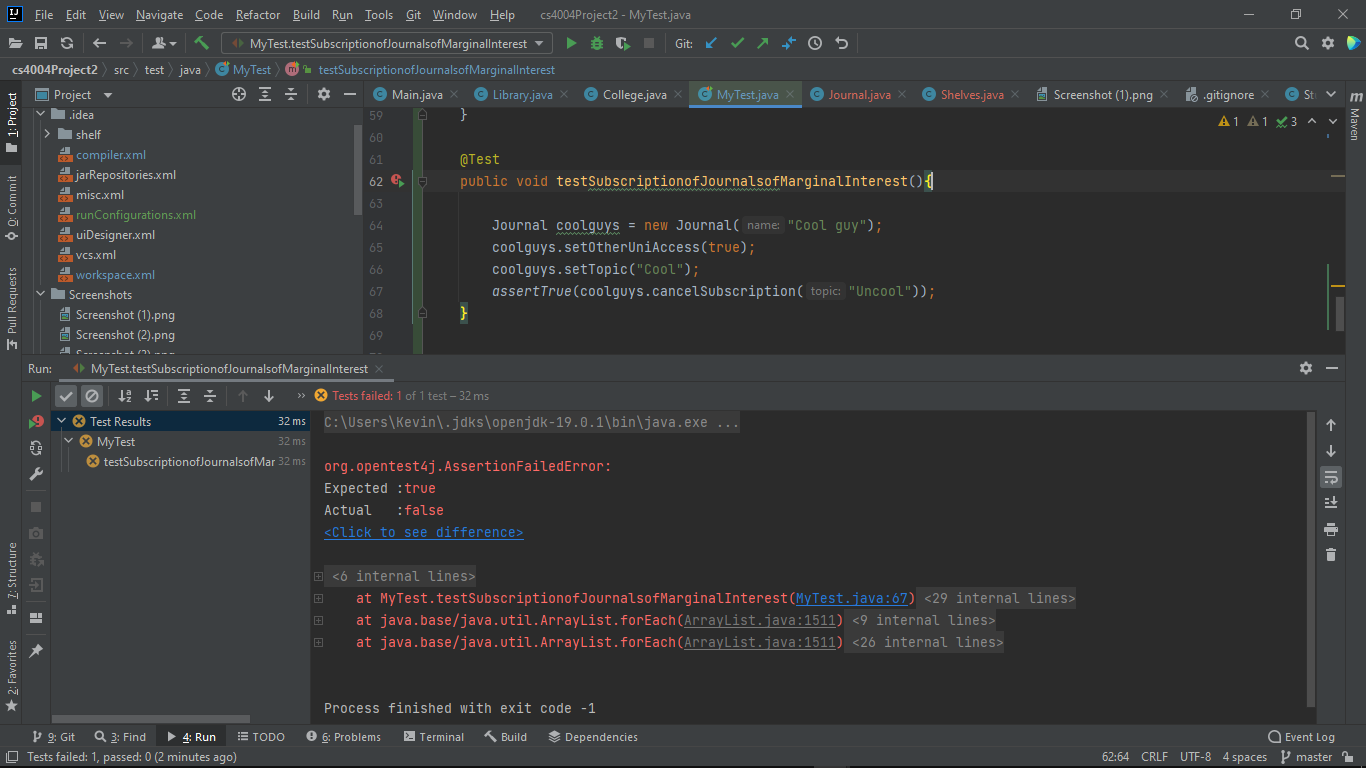 File Edit View Navigate Code Refactor Build Run Tools Git Window Help cs4004Project2 - MyTest.java
MyTest.testSubscriptionofJournalsofMarginalInterest Git:
cs4004Project2 src test java MyTest testSubscriptionofJournalsofMarginalInterest
Project Main.java Library.java College.java MyTest.java Journal.java Shelves.java Screenshot (1).png .gitignore St
1: Project
0: Commit
Pull Requests
7: Structure
2: Favorites
Maven
.idea
shelf
compiler.xml
jarRepositories.xml
misc.xml
runConfigurations.xml
uiDesigner.xml
vcs.xml
workspace.xml
Screenshots
Screenshot (1).png
Screenshot (2).png
1 1 3
59 }
60
61 @Test
62 public void testSubscriptionofJournalsofMarginalInterest(){
63
64 Journal coolguys = new Journal( name: "Cool guy");
65 coolguys.setOtherUniAccess(true);
66 coolguys.setTopic("Cool");
67 assertTrue(coolguys.cancelSubscription( topic: "Uncool"));
68 }
69
Run: MyTest.testSubscriptionofJournalsofMarginalInterest
Tests failed: 1 of 1 test – 32 ms
Test Results 32 ms
MyTest 32 ms
testSubscriptionofJournalsofMar 32 ms
C:\Users\Kevin\.jdks\openjdk-19.0.1\bin\java.exe ...
org.opentest4j.AssertionFailedError:
Expected :true
Actual :false
<Click to see difference>
<6 internal lines>
at MyTest.testSubscriptionofJournalsofMarginalInterest(MyTest.java:67) <29 internal lines>
at java.base/java.util.ArrayList.forEach(ArrayList.java:1511) <9 internal lines>
at java.base/java.util.ArrayList.forEach(ArrayList.java:1511) <26 internal lines>
Process finished with exit code -1
9: Git 3: Find 4: Run TODO 6: Problems Terminal Build Dependencies Event Log
Tests failed: 1, passed: 0 (2 minutes ago) 62:64 CRLF UTF-8 4 spaces master